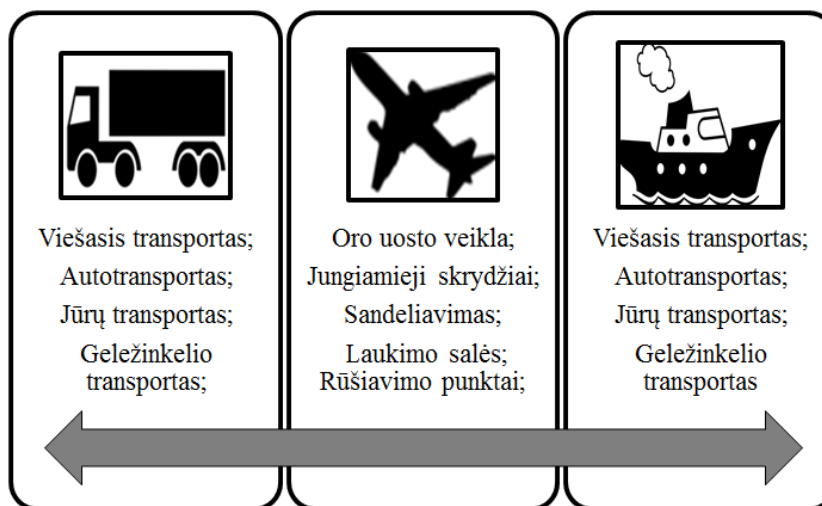 Viešasis transportas;
Autotransportas;
Jūrų transportas;
Geležinkelio
transportas;
Oro uosto veikla;
Jungiamieji skrydžiai;
Sandeliavimas;
Laukimo salės;
Rūšiavimo punktai;
Viešasis transportas;
Autotransportas;
Jūrų transportas;
Geležinkelio
transportas